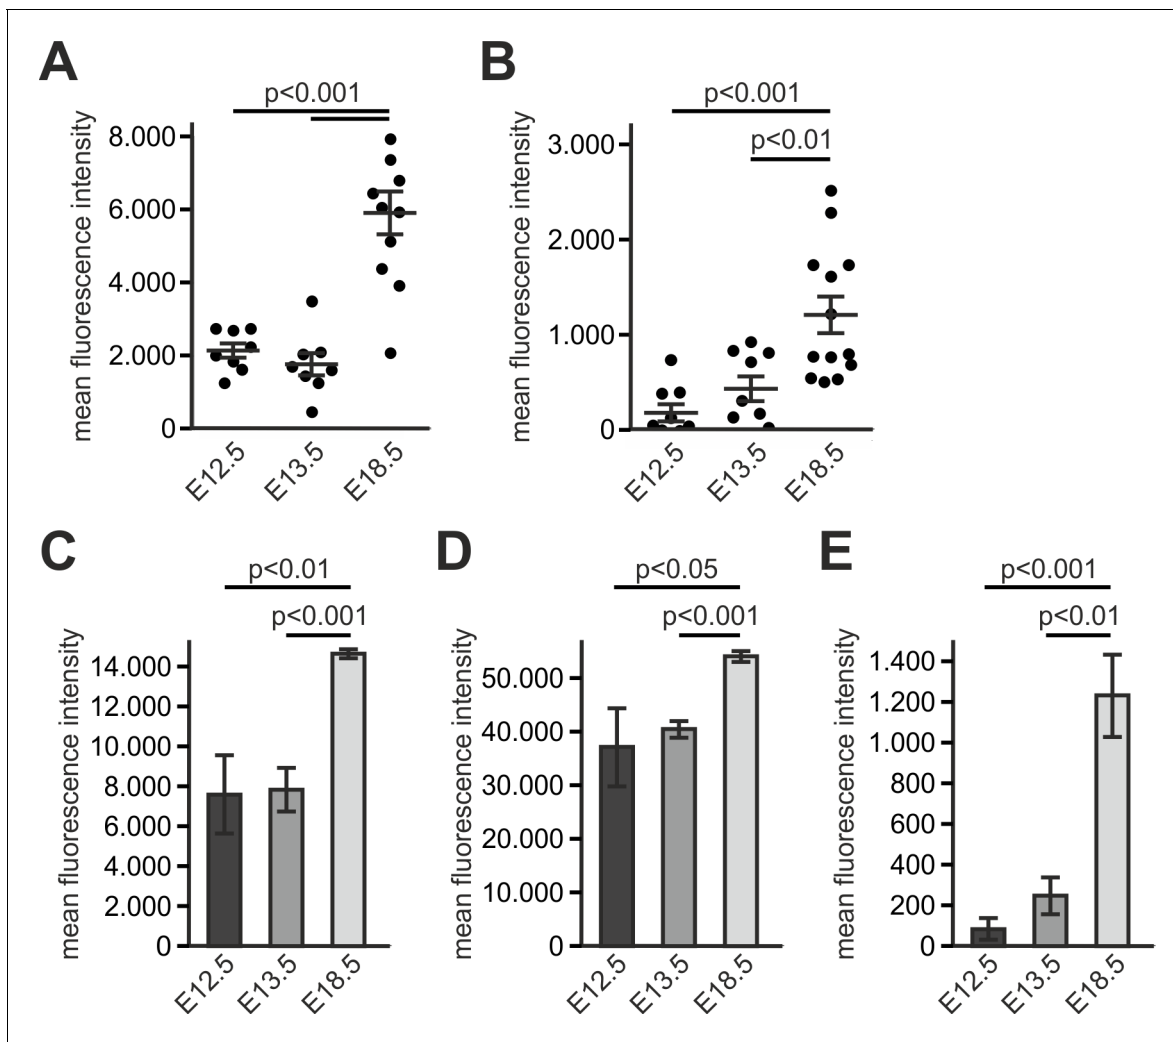 A
p<0.001
mean fluorescence intensity
8.000
6.000
4.000
2.000
0
E12.5
E13.5
E18.5
B
p<0.001
p<0.01
mean fluorescence intensity
3.000
2.000
1.000
0
E12.5
E13.5
E18.5
C
p<0.01
p<0.001
mean fluorescence intensity
14.000
12.000
10.000
8.000
6.000
4.000
2.000
0
E12.5
E13.5
E18.5
D
p<0.05
p<0.001
mean fluorescence intensity
50.000
40.000
30.000
20.000
10.000
0
E12.5
E13.5
E18.5
E
p<0.001
p<0.01
mean fluorescence intensity
1.400
1.200
1.000
800
600
400
200
0
E12.5
E13.5
E18.5